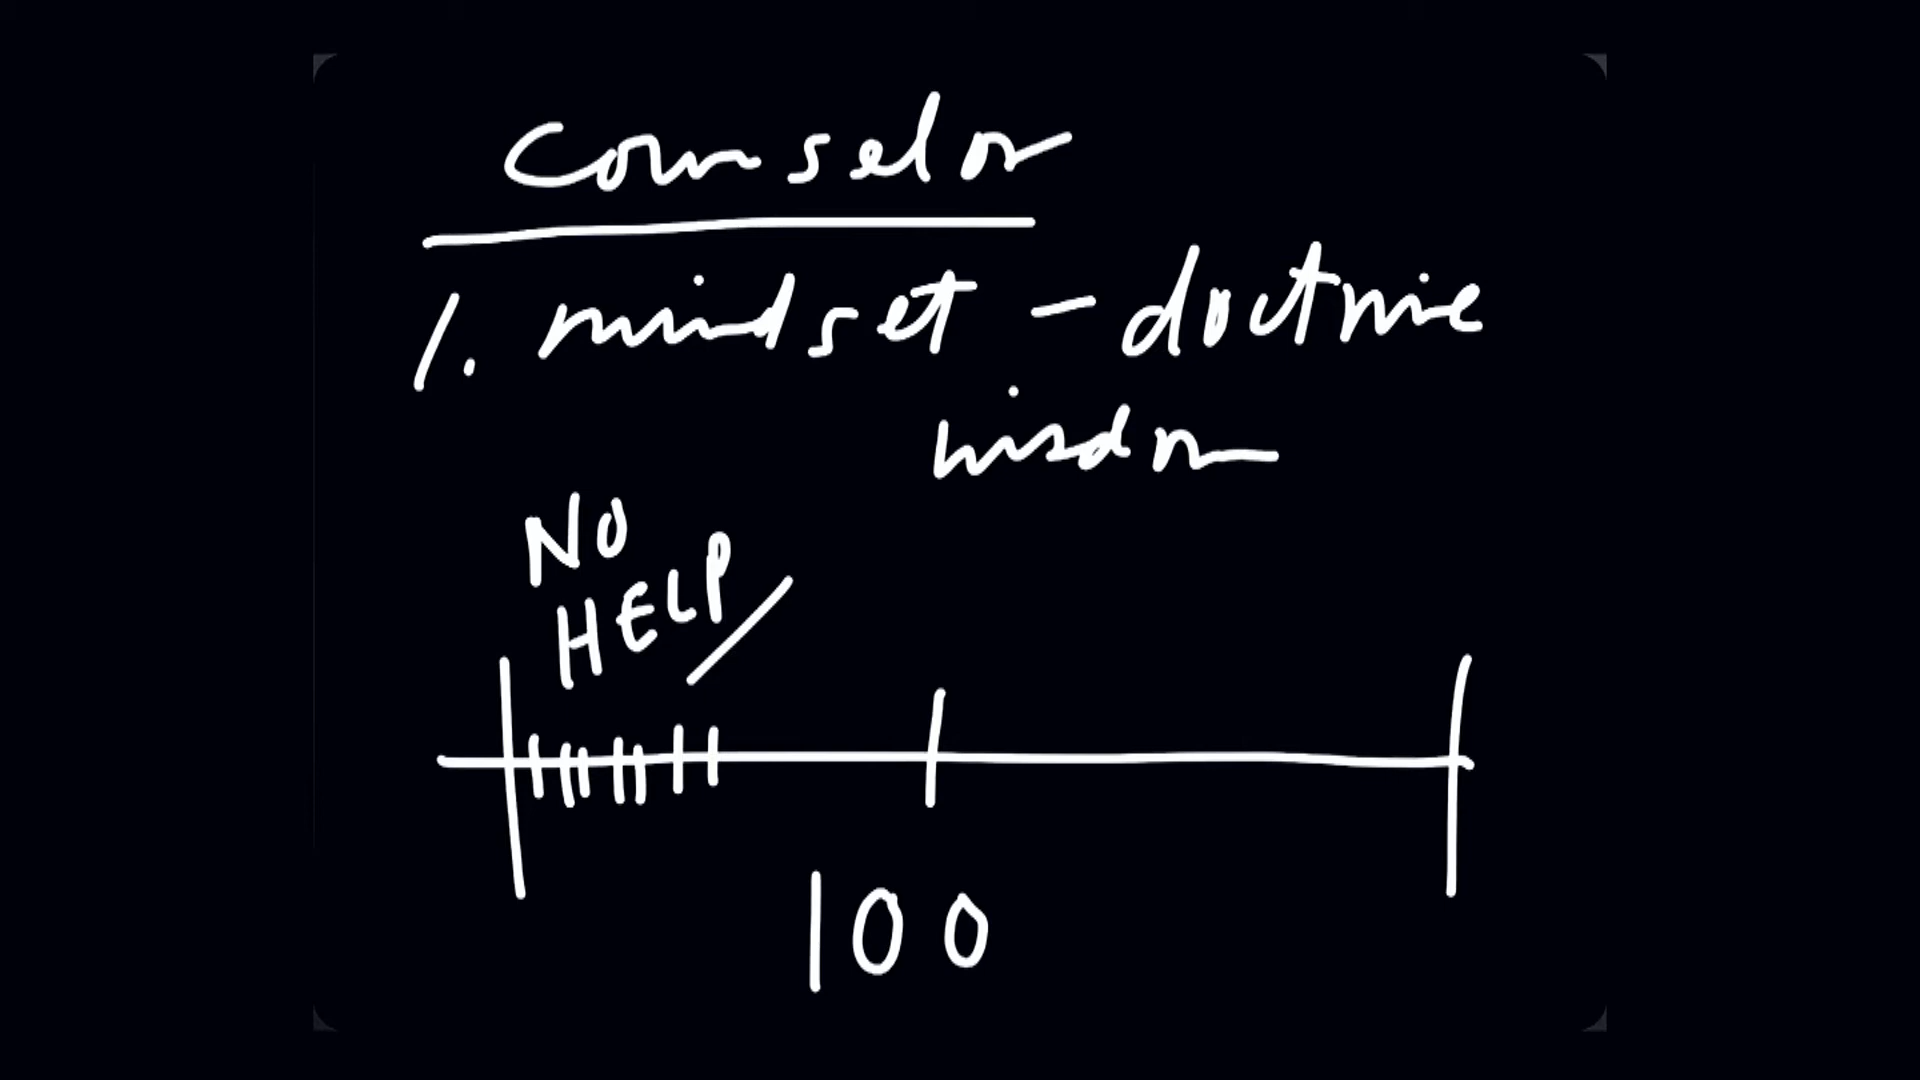 counselor
1. mindset - doctrine
wisdom
NO
HELP
100